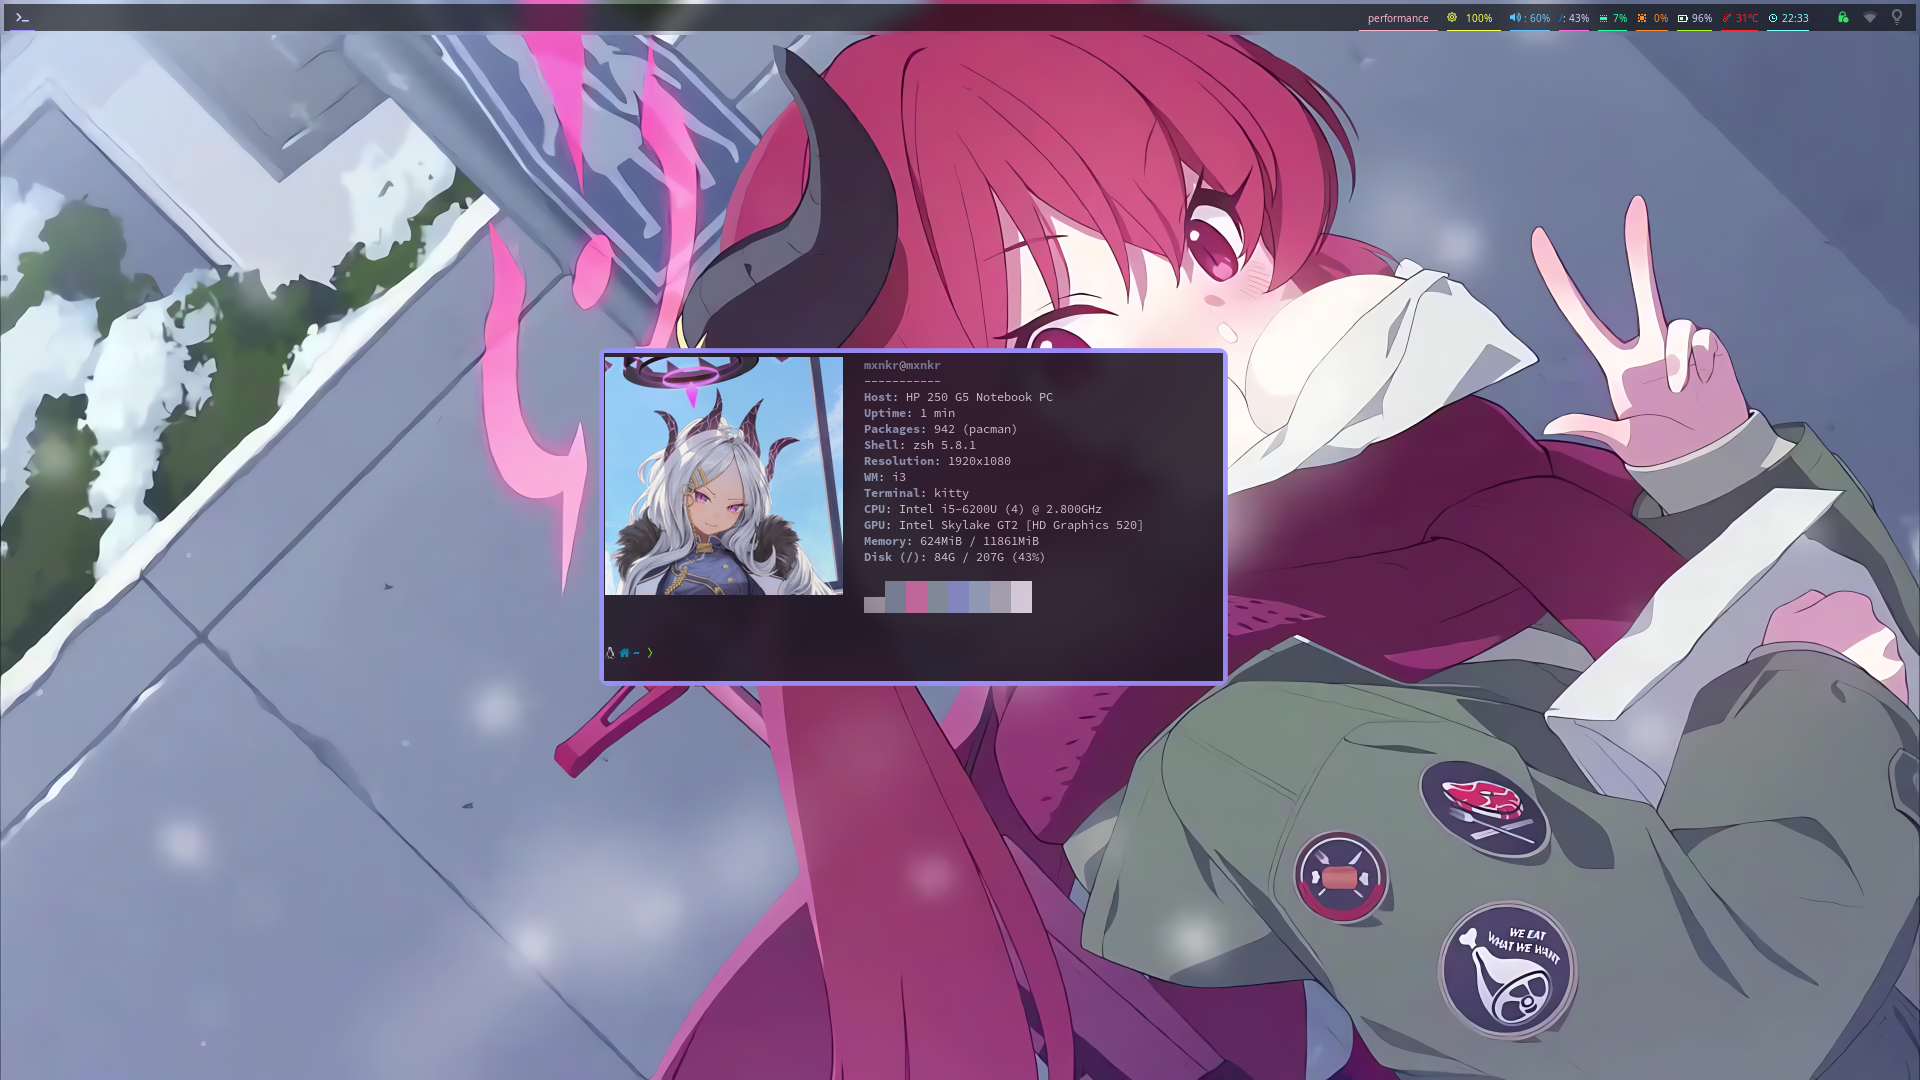 performance 100% : 60% /: 43% 7% 0% 96% 31°C 22:33
mxnkr@mxnkr
-----------
Host: HP 250 G5 Notebook PC
Uptime: 1 min
Packages: 942 (pacman)
Shell: zsh 5.8.1
Resolution: 1920x1080
WM: i3
Terminal: kitty
CPU: Intel i5-6200U (4) @ 2.800GHz
GPU: Intel Skylake GT2 [HD Graphics 520]
Memory: 624MiB / 11861MiB
Disk (/): 84G / 207G (43%)
~ ❯
WE EAT
WHAT WE WANT